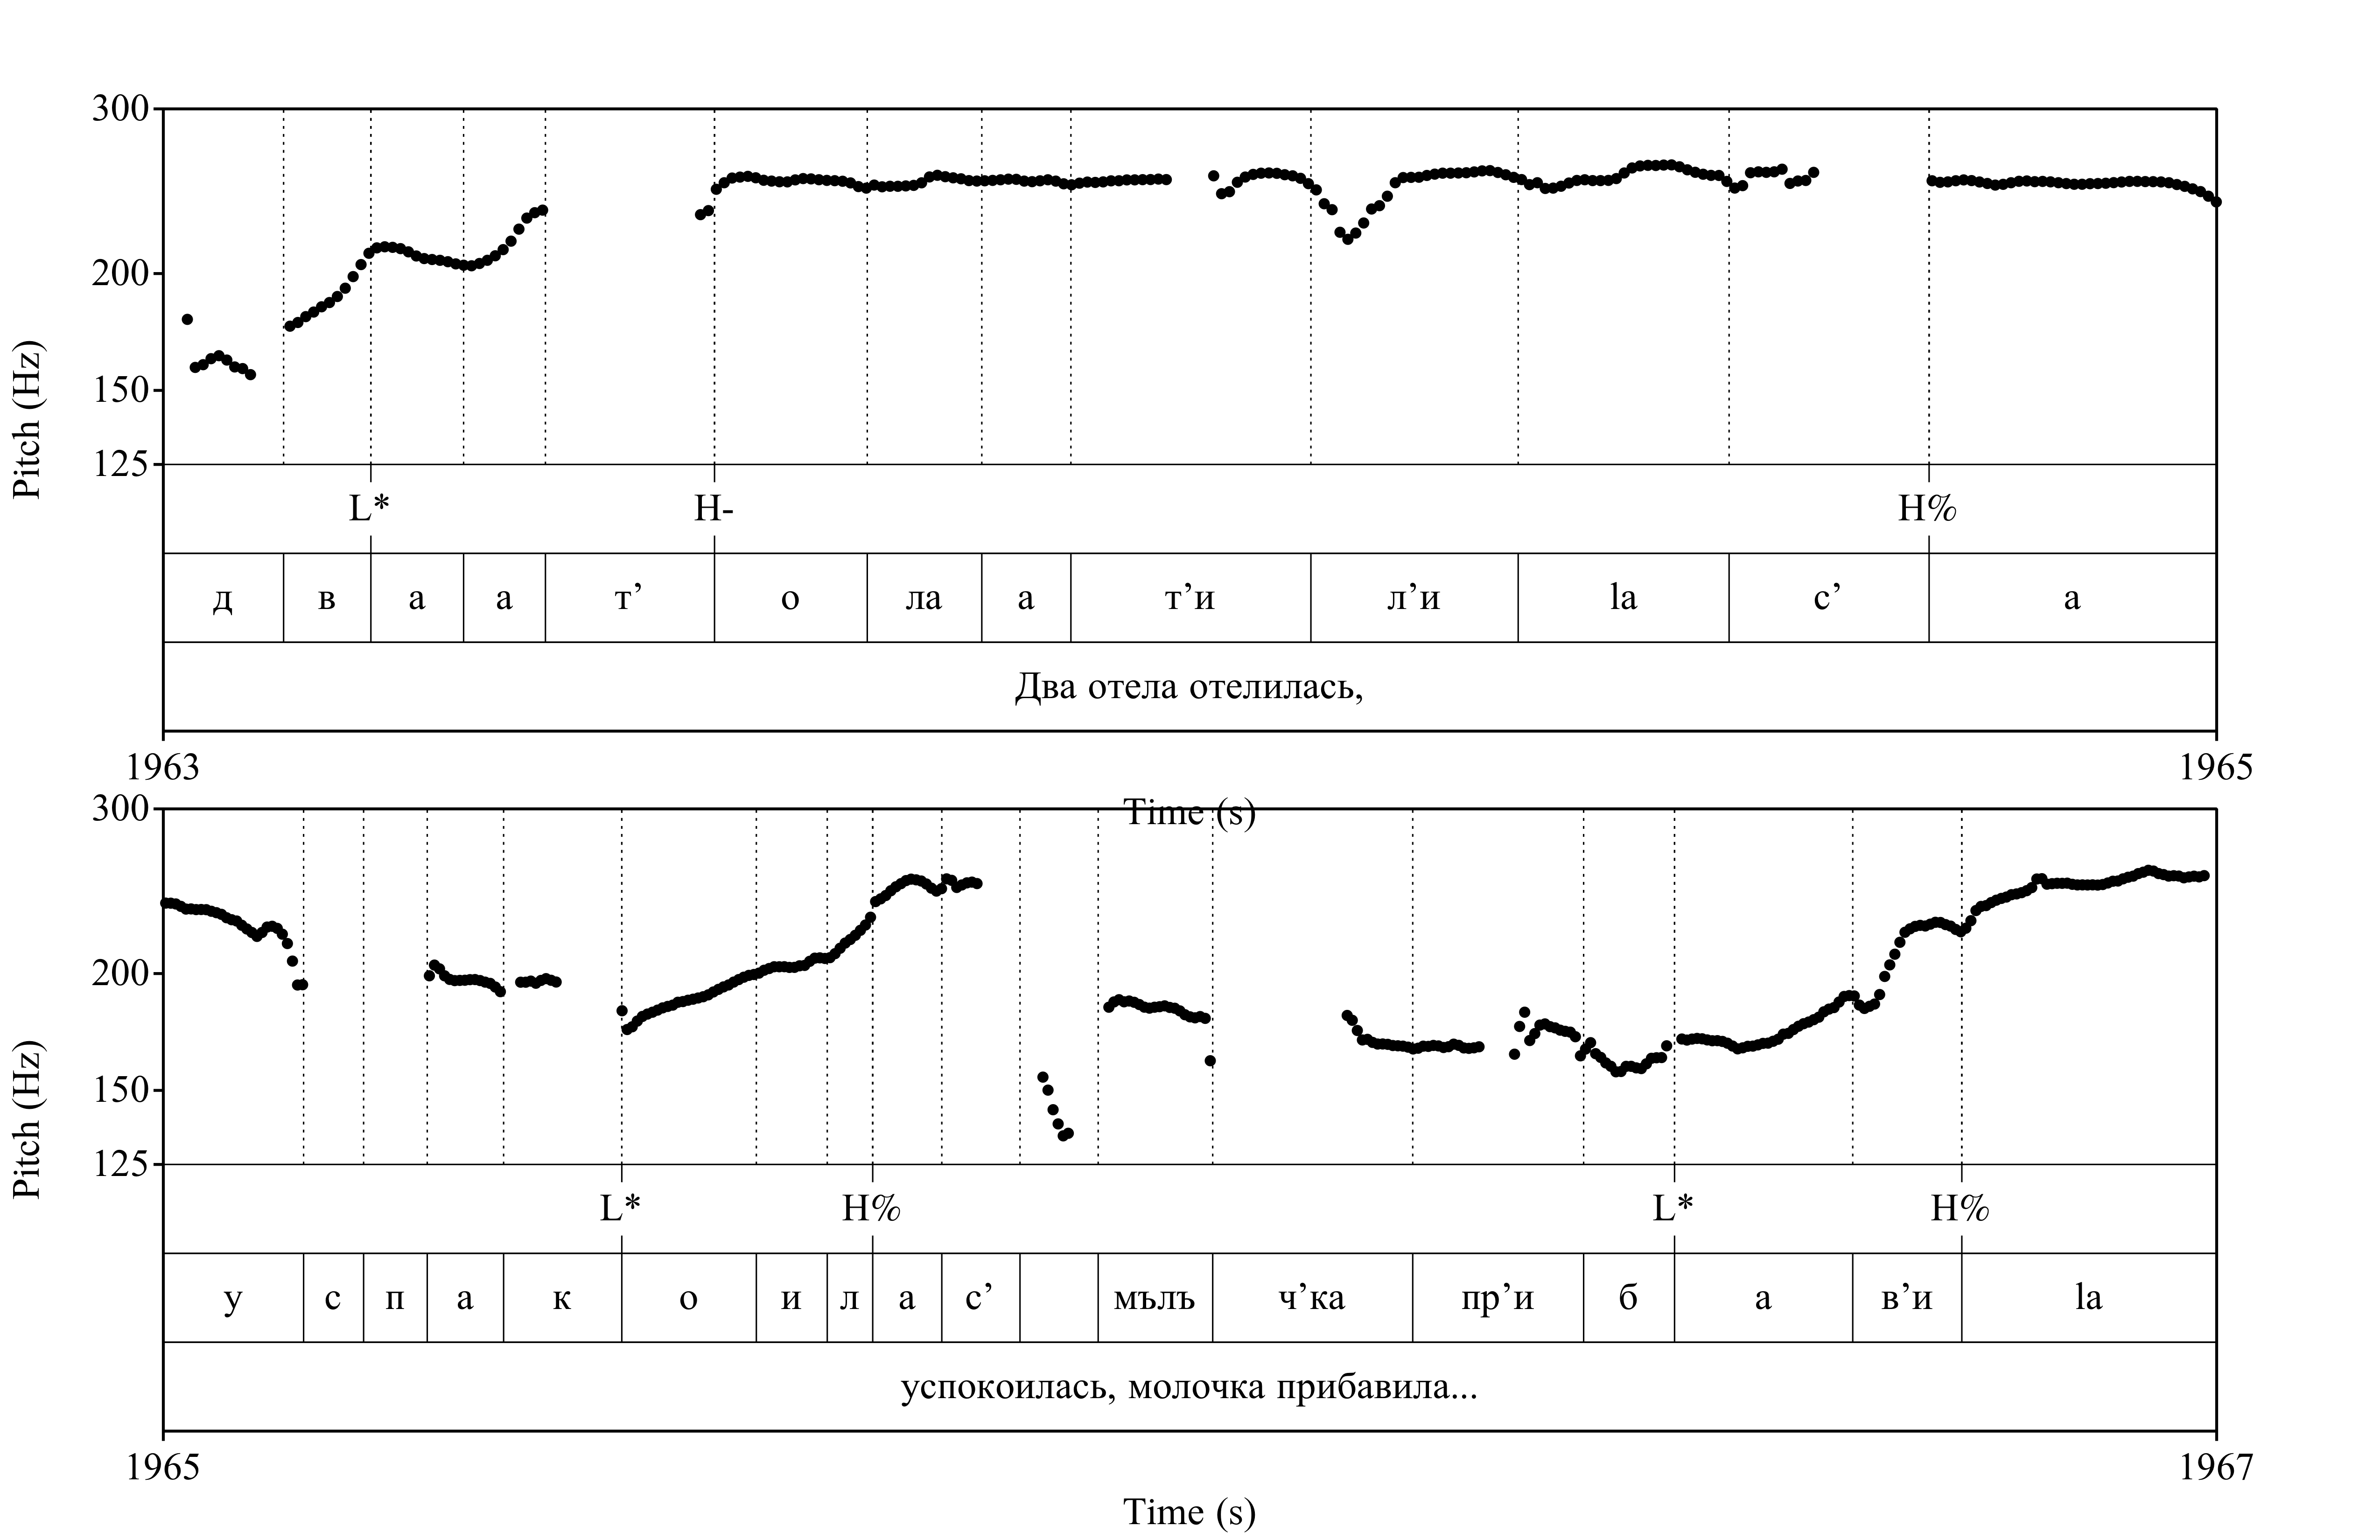 300
200
150
125
Pitch (Hz)
L* H- H%
д в а а т’ о ла а т’и л’и la с’ а
Два отела отелилась,
1963 1965
Time (s)
300
200
150
125
Pitch (Hz)
L* H% L* H%
у с п а к о и л а с’ мълъ ч’ка пр’и б а в’и la
успокоилась, молочка прибавила...
1965 1967
Time (s)